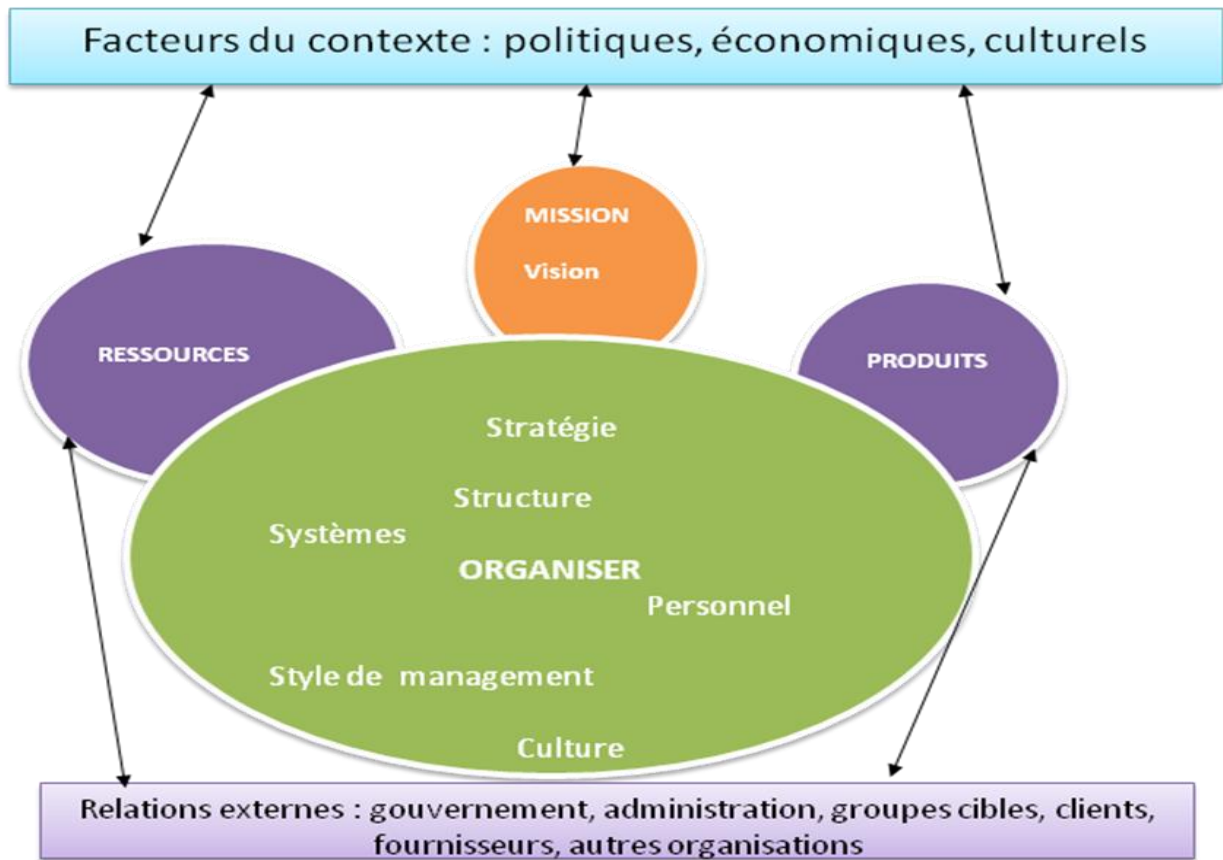 Facteurs du contexte : politiques, économiques, culturels
MISSION
Vision
RESSOURCES
PRODUITS
Stratégie
Structure
Systèmes
ORGANISER
Personnel
Style de management
Culture
Relations externes : gouvernement, administration, groupes cibles, clients,
fournisseurs, autres organisations